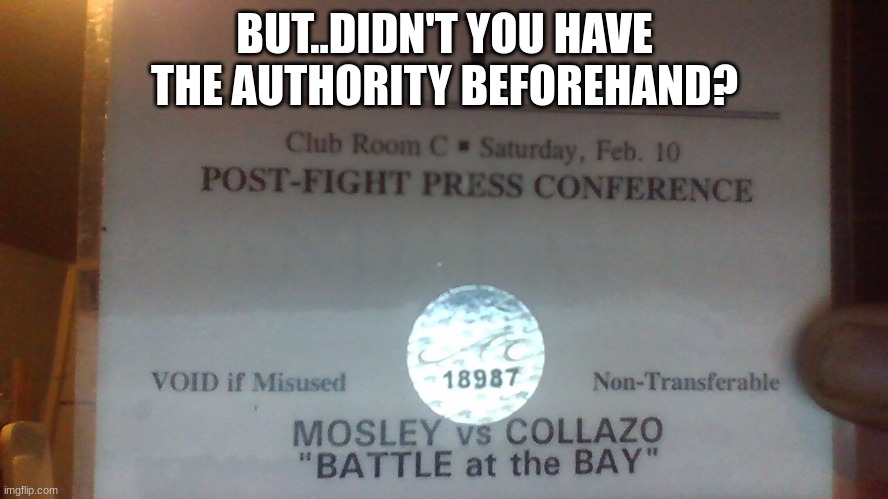 BUT..DIDN'T YOU HAVE
THE AUTHORITY BEFOREHAND?
Club Room C ▪ Saturday, Feb. 10
POST-FIGHT PRESS CONFERENCE
18987
VOID if Misused
Non-Transferable
MOSLEY vs COLLAZO
"BATTLE at the BAY"
imgflip.com